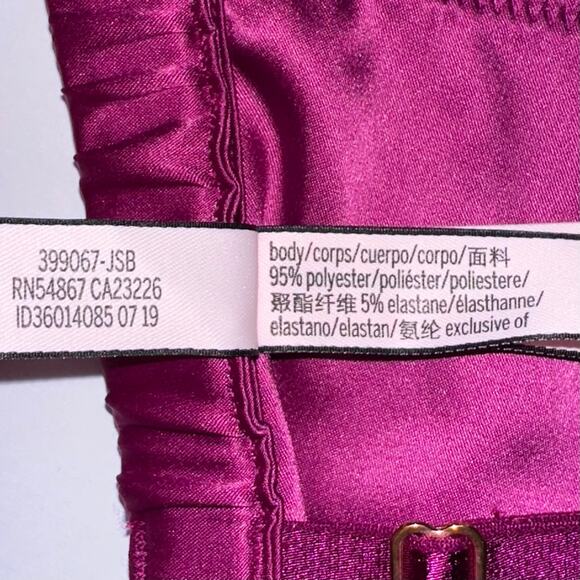 399067-JSB
RN54867 CA23226
ID36014085 07 19
body/corps/cuerpo/corpo/面料
95% polyester/poliéster/poliestere/
聚酯纤维 5% elastane/élasthanne/
elastano/elastan/氨纶 exclusive of